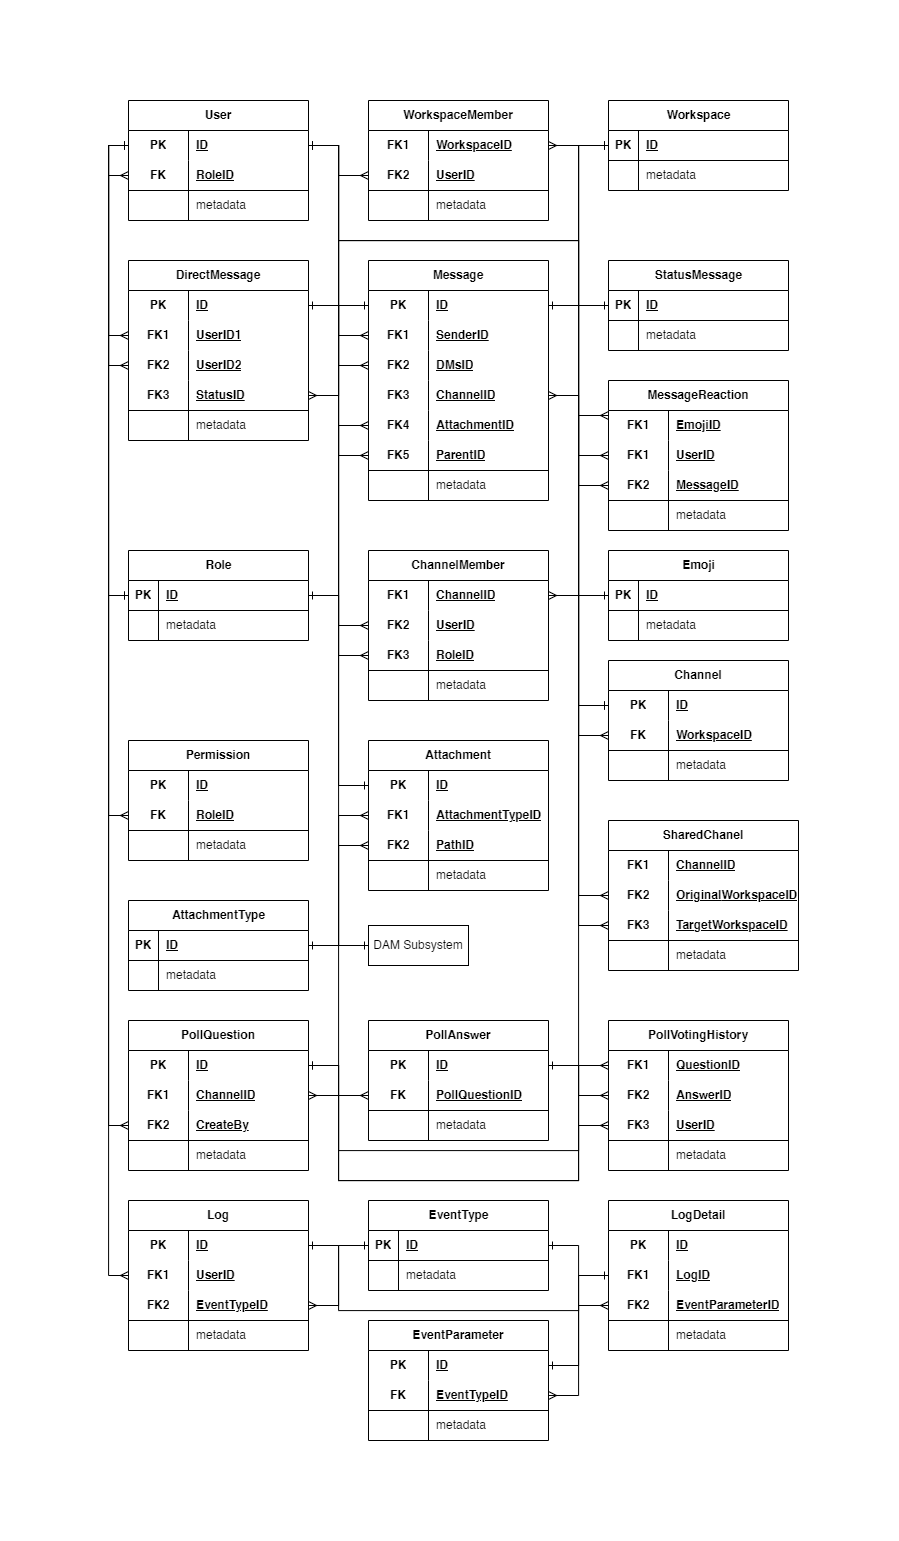 User
PK ID
FK RoleID
metadata
WorkspaceMember
FK1 WorkspaceID
FK2 UserID
metadata
Workspace
PK ID
metadata
DirectMessage
PK ID
FK1 UserID1
FK2 UserID2
FK3 StatusID
metadata
Message
PK ID
FK1 SenderID
FK2 DMsID
FK3 ChannelID
FK4 AttachmentID
FK5 ParentID
metadata
StatusMessage
PK ID
metadata
MessageReaction
FK1 EmojiID
FK1 UserID
FK2 MessageID
metadata
Role
PK ID
metadata
ChannelMember
FK1 ChannelID
FK2 UserID
FK3 RoleID
metadata
Emoji
PK ID
metadata
Channel
PK ID
FK WorkspaceID
metadata
Permission
PK ID
FK RoleID
metadata
Attachment
PK ID
FK1 AttachmentTypeID
FK2 PathID
metadata
SharedChanel
FK1 ChannelID
FK2 OriginalWorkspaceID
FK3 TargetWorkspaceID
metadata
AttachmentType
PK ID
metadata
DAM Subsystem
PollQuestion
PK ID
FK1 ChannelID
FK2 CreateBy
metadata
PollAnswer
PK ID
FK PollQuestionID
metadata
PollVotingHistory
FK1 QuestionID
FK2 AnswerID
FK3 UserID
metadata
Log
PK ID
FK1 UserID
FK2 EventTypeID
metadata
EventType
PK ID
metadata
LogDetail
PK ID
FK1 LogID
FK2 EventParameterID
metadata
EventParameter
PK ID
FK EventTypeID
metadata